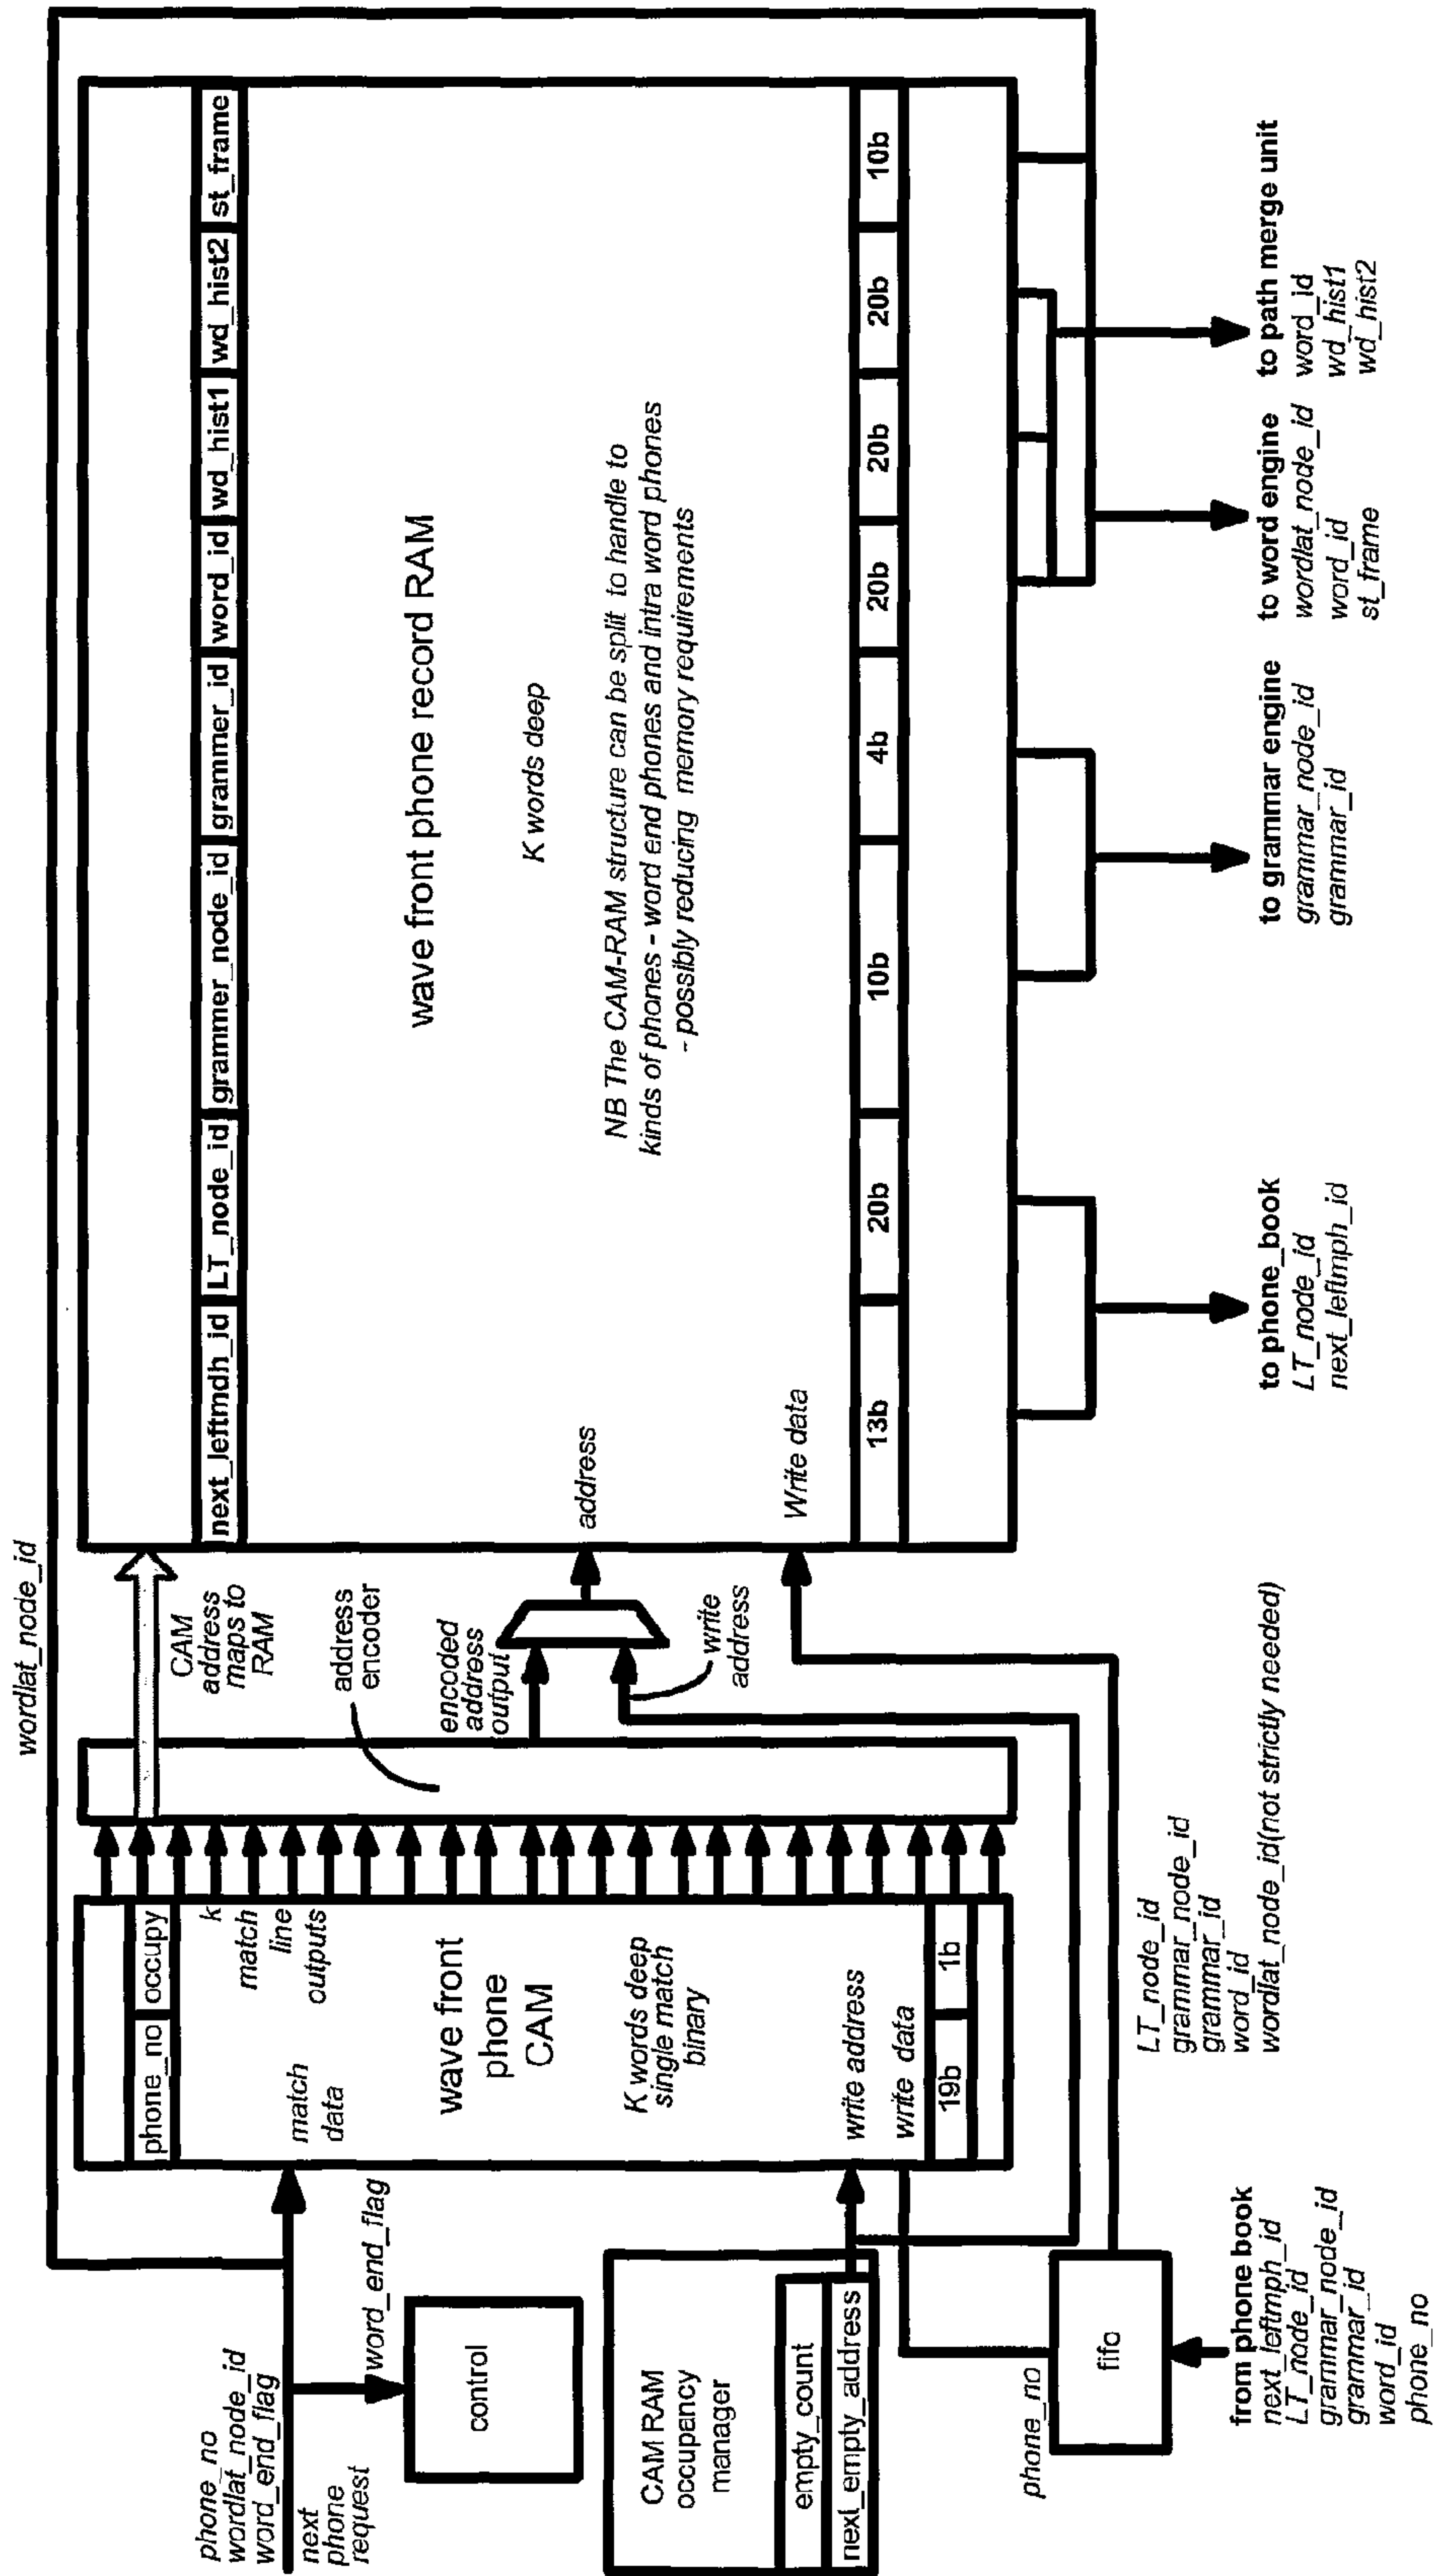 wordlat_node_id
phone_no
wordlat_node_id
word_end_flag
next
phone
request
word_end_flag
control
CAM RAM
occupancy
manager
empty_count
next_empty_address
phone_no
fifo
from phone book
next_leftmph_id
LT_node_id
grammar_node_id
grammar_id
word_id
phone_no
phone_no
occupy
match
data
k
match
line
outputs
wave front
phone
CAM
K words deep
single match
binary
write address
write data
19b
1b
LT_node_id
grammar_node_id
grammar_id
word_id
wordlat_node_id(not strictly needed)
CAM
address
maps to
RAM
address
encoder
encoded
address
output
write
address
address
Write data
next_leftmdh_id
LT_node_id
grammer_node_id
grammer_id
word_id
wd_hist1
wd_hist2
st_frame
wave front phone record RAM
K words deep
NB The CAM-RAM structure can be split to handle to
kinds of phones - word end phones and intra word phones
- possibly reducing memory requirements
13b
20b
10b
4b
20b
20b
20b
10b
to phone_book
LT_node_id
next_leftmph_id
to grammar engine
grammar_node_id
grammar_id
to word engine
wordlat_node_id
word_id
st_frame
to path merge unit
word_id
wd_hist1
wd_hist2